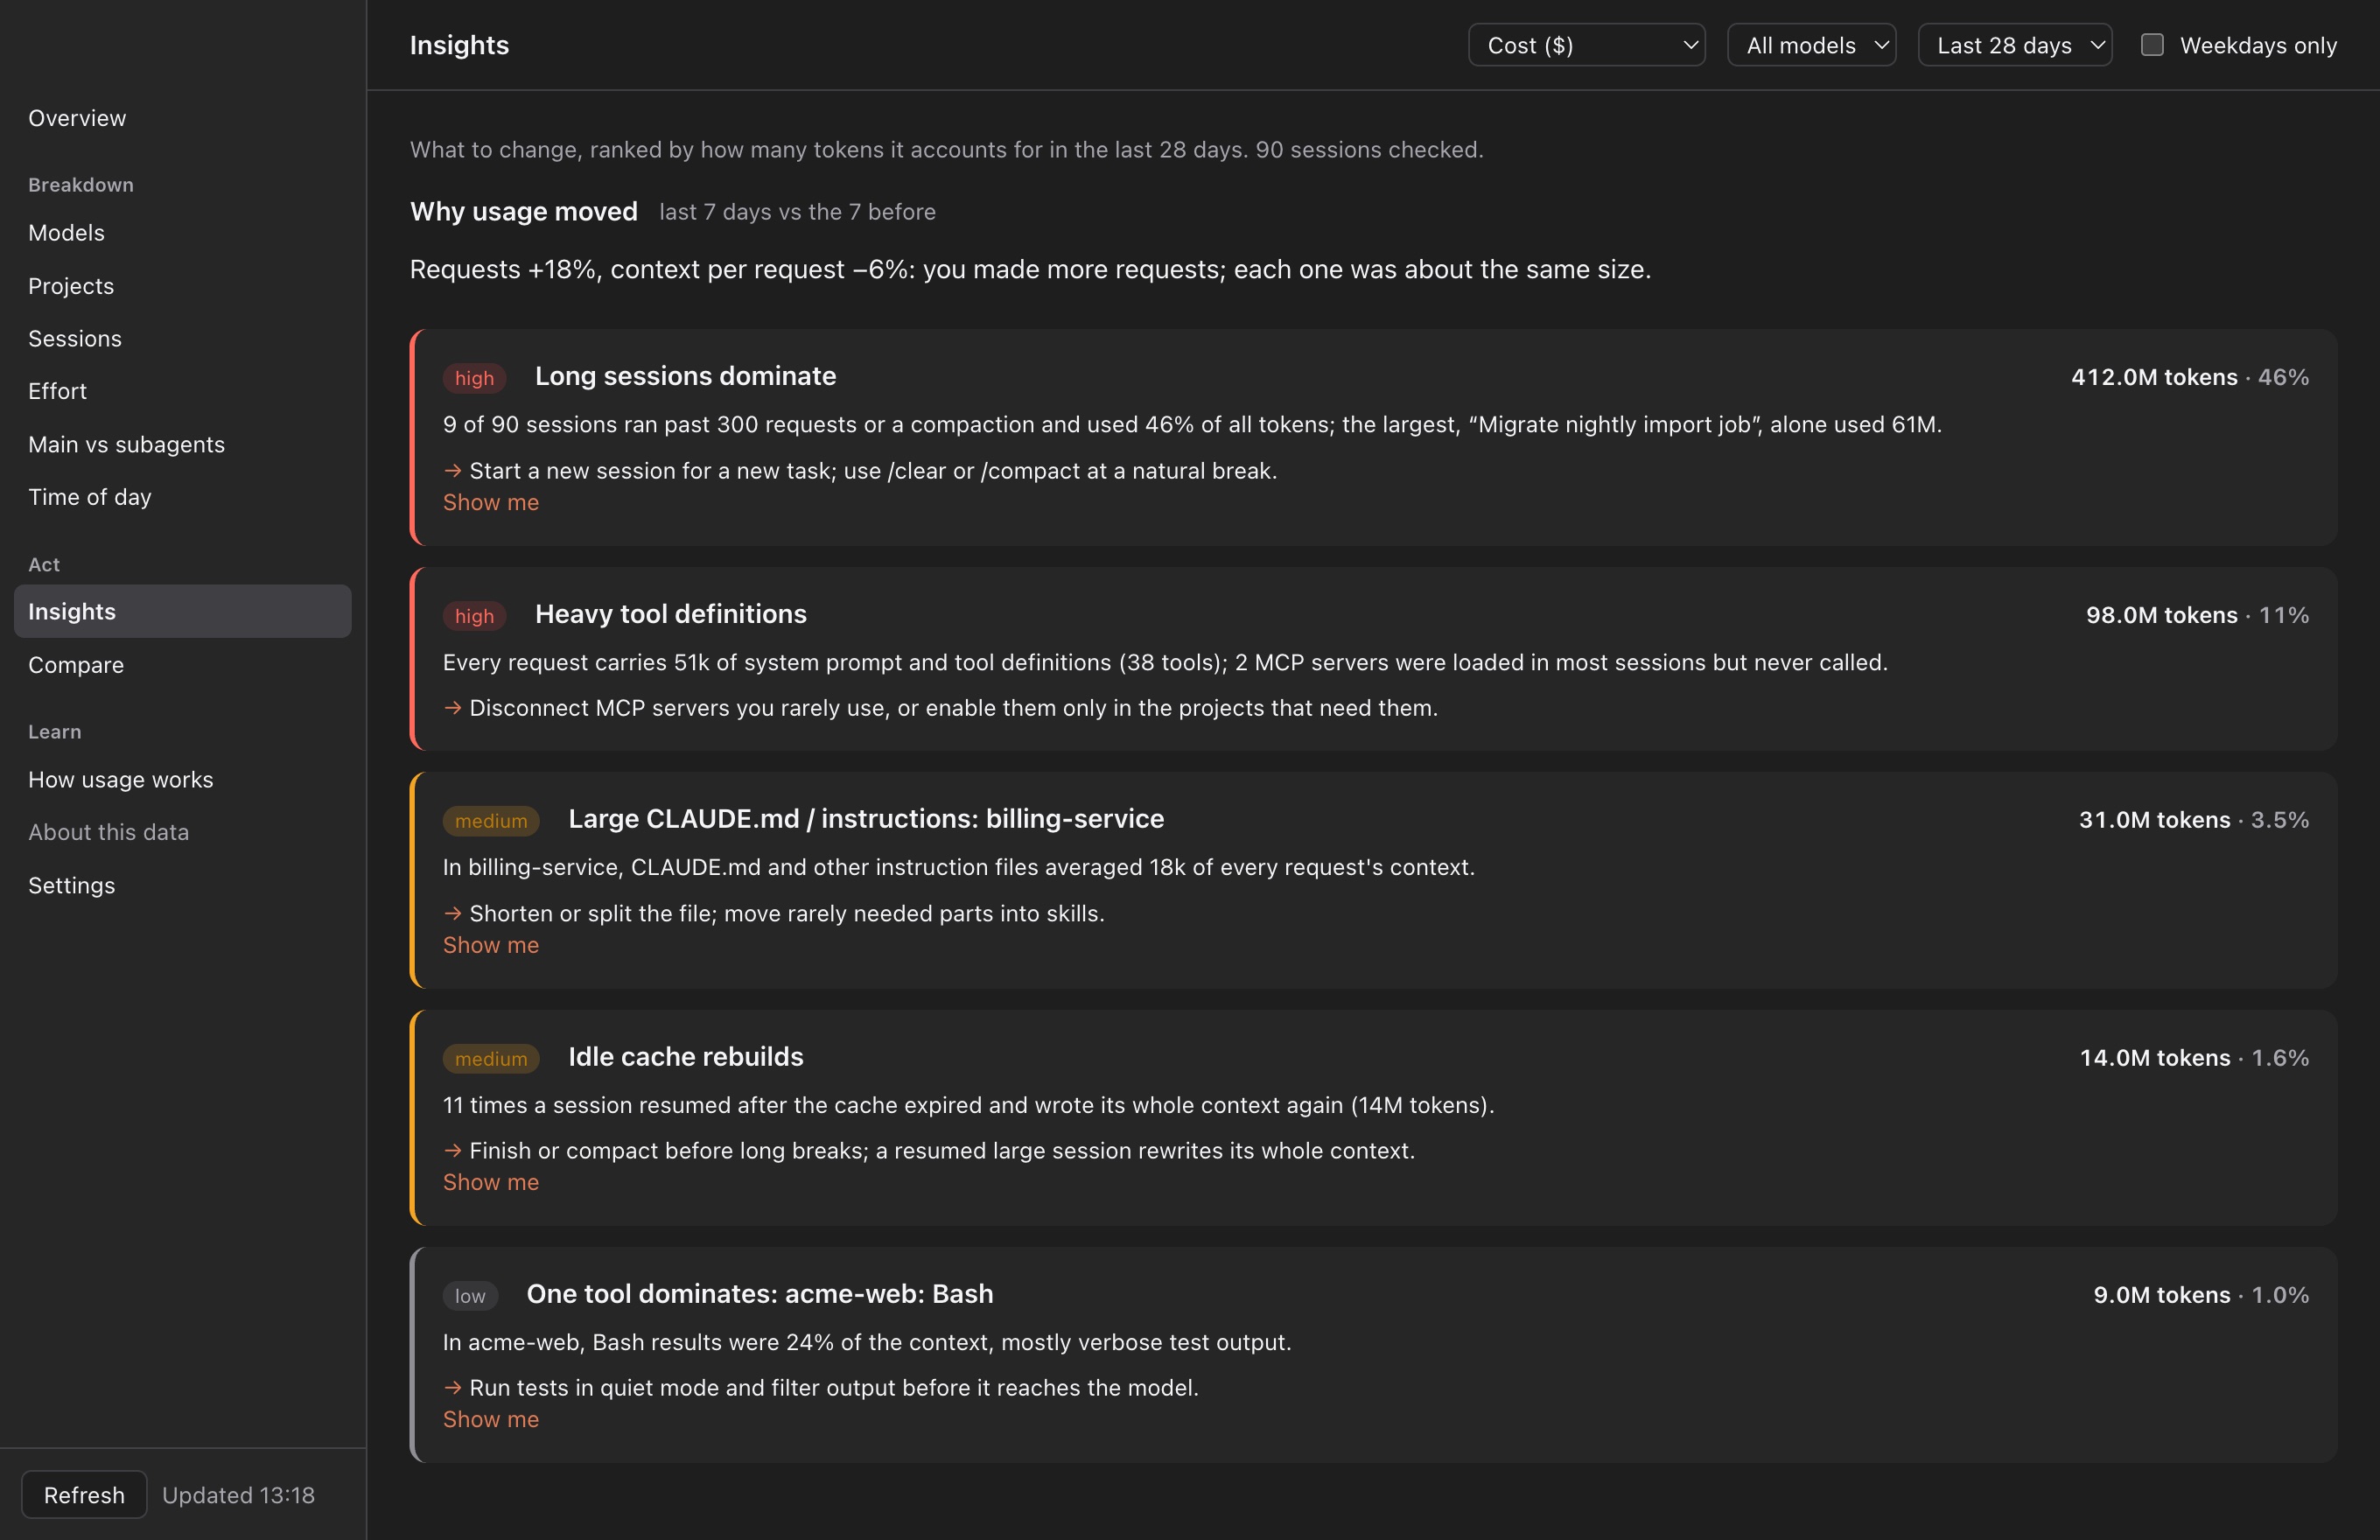 Overview
Breakdown
Models
Projects
Sessions
Effort
Main vs subagents
Time of day
Act
Insights
Compare
Learn
How usage works
About this data
Settings
Refresh
Updated 13:18
Insights
Cost ($)
All models
Last 28 days
Weekdays only
What to change, ranked by how many tokens it accounts for in the last 28 days. 90 sessions checked.
Why usage moved last 7 days vs the 7 before
Requests +18%, context per request −6%: you made more requests; each one was about the same size.
high Long sessions dominate 412.0M tokens · 46%
9 of 90 sessions ran past 300 requests or a compaction and used 46% of all tokens; the largest, “Migrate nightly import job”, alone used 61M.
→ Start a new session for a new task; use /clear or /compact at a natural break.
Show me
high Heavy tool definitions 98.0M tokens · 11%
Every request carries 51k of system prompt and tool definitions (38 tools); 2 MCP servers were loaded in most sessions but never called.
→ Disconnect MCP servers you rarely use, or enable them only in the projects that need them.
medium Large CLAUDE.md / instructions: billing-service 31.0M tokens · 3.5%
In billing-service, CLAUDE.md and other instruction files averaged 18k of every request's context.
→ Shorten or split the file; move rarely needed parts into skills.
Show me
medium Idle cache rebuilds 14.0M tokens · 1.6%
11 times a session resumed after the cache expired and wrote its whole context again (14M tokens).
→ Finish or compact before long breaks; a resumed large session rewrites its whole context.
Show me
low One tool dominates: acme-web: Bash 9.0M tokens · 1.0%
In acme-web, Bash results were 24% of the context, mostly verbose test output.
→ Run tests in quiet mode and filter output before it reaches the model.
Show me